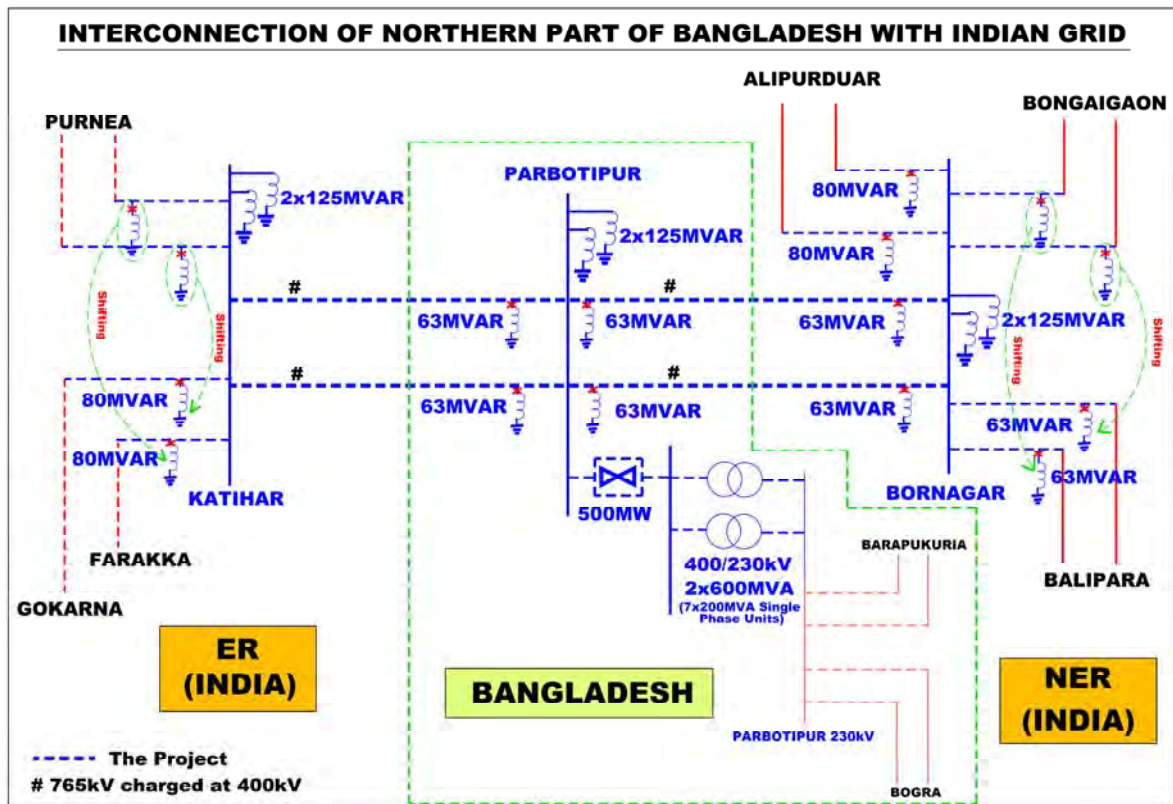 INTERCONNECTION OF NORTHERN PART OF BANGLADESH WITH INDIAN GRID
ALIPURDUAR
BONGAIGAON
PURNEA
PARBOTIPUR
2x125MVAR
80MVAR
2x125MVAR
80MVAR
#
#
2x125MVAR
63MVAR
63MVAR
63MVAR
Shifting
Shifting
Shifting
Shifting
#
#
80MVAR
63MVAR
63MVAR
63MVAR
63MVAR
80MVAR
63MVAR
KATIHAR
BORNAGAR
500MW
FARAKKA
BARAPUKURIA
400/230kV
BALIPARA
2x600MVA
GOKARNA
(7x200MVA Single
Phase Units)
ER
(INDIA)
BANGLADESH
NER
(INDIA)
PARBOTIPUR 230kV
The Project
# 765kV charged at 400kV
BOGRA